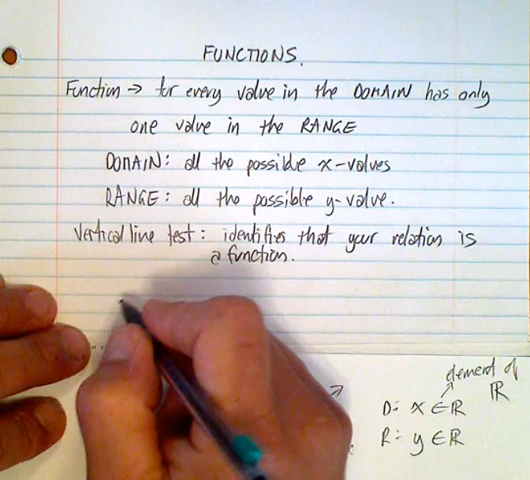 FUNCTIONS.
Function → for every value in the DOMAIN has only
one value in the RANGE
DOMAIN: all the possible x-values
RANGE: all the possible y-value.
Vertical line test: identifies that your relation is
a function.
element of
ℝ
D: x ∈ ℝ
R: y ∈ ℝ